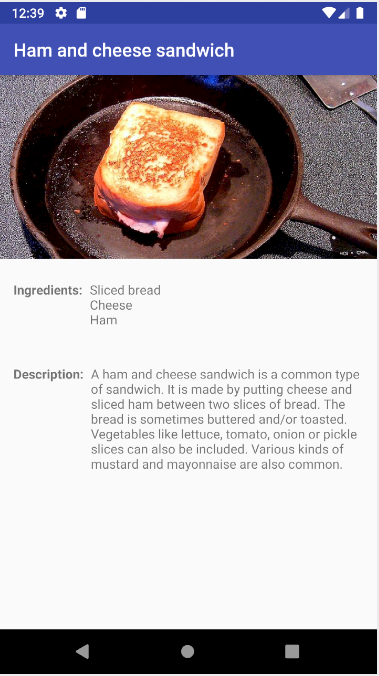 12:39
Ham and cheese sandwich
Ingredients: Sliced bread
Cheese
Ham
Description: A ham and cheese sandwich is a common type
of sandwich. It is made by putting cheese and
sliced ham between two slices of bread. The
bread is sometimes buttered and/or toasted.
Vegetables like lettuce, tomato, onion or pickle
slices can also be included. Various kinds of
mustard and mayonnaise are also common.